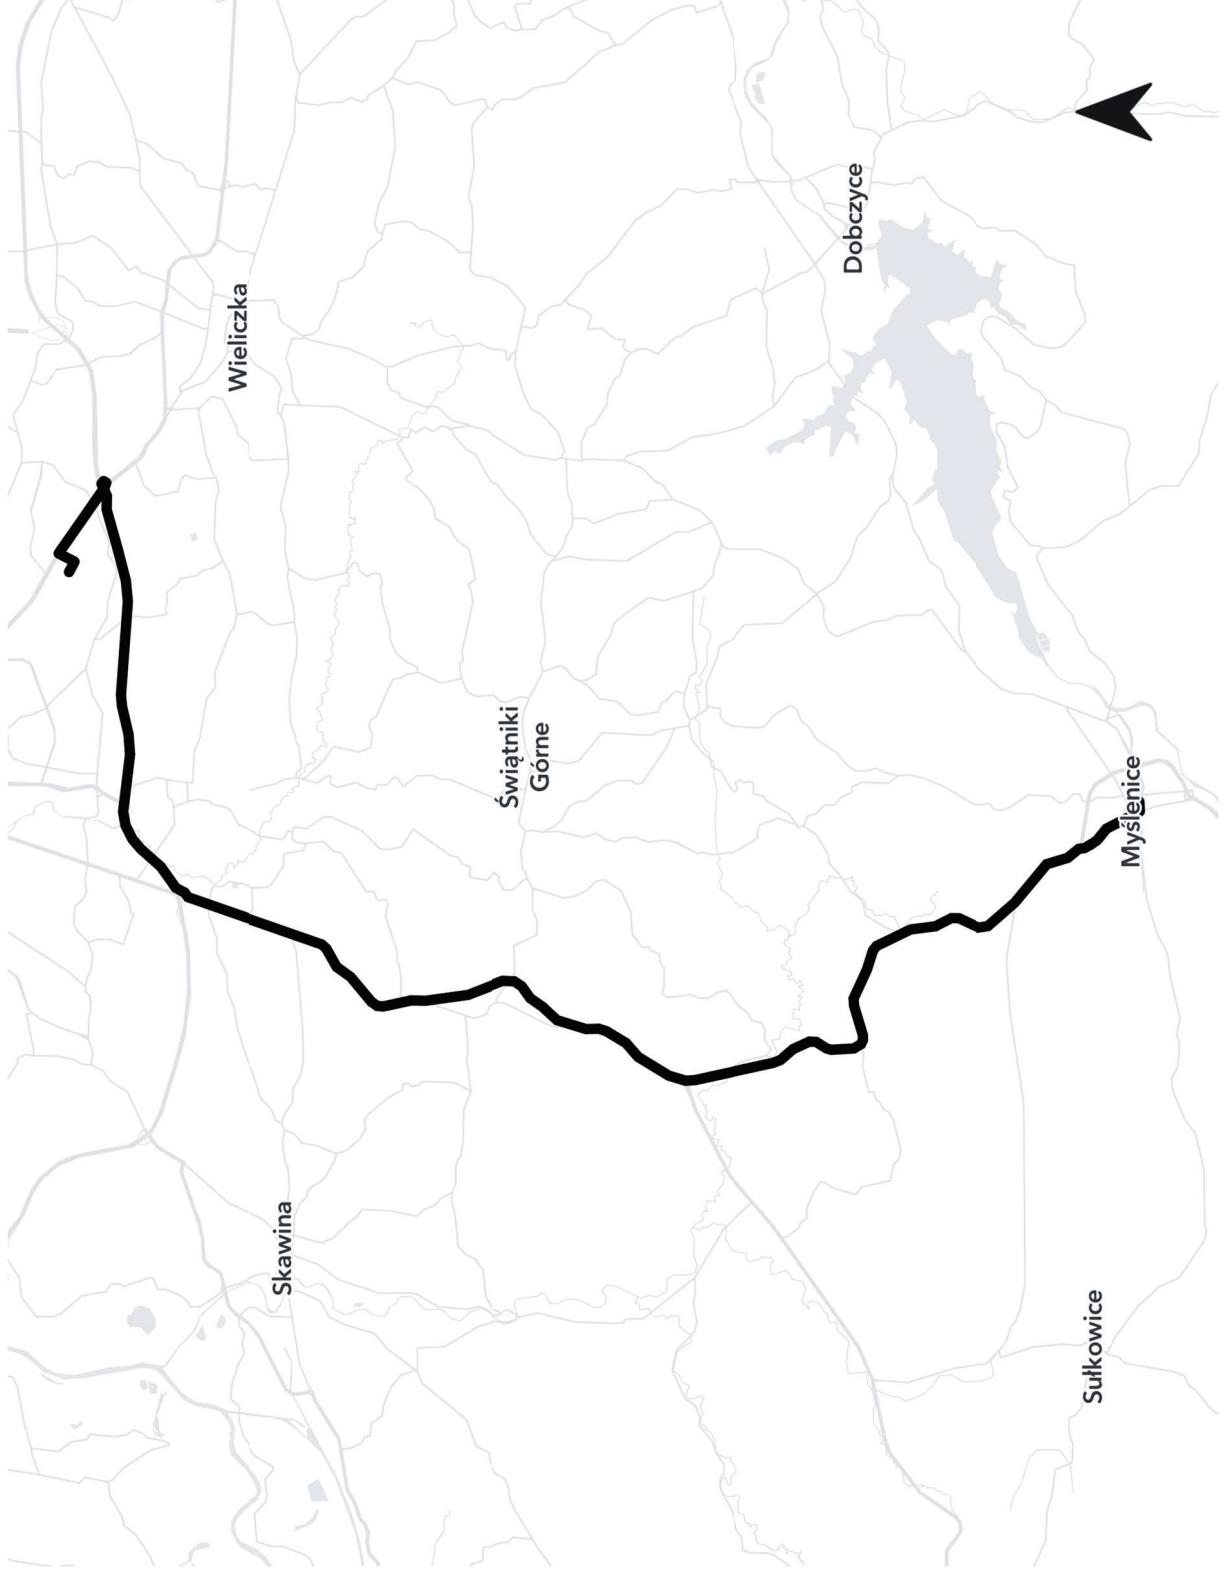 Wieliczka
Dobczyce
Świątniki
Górne
Myślenice
Skawina
Sułkowice